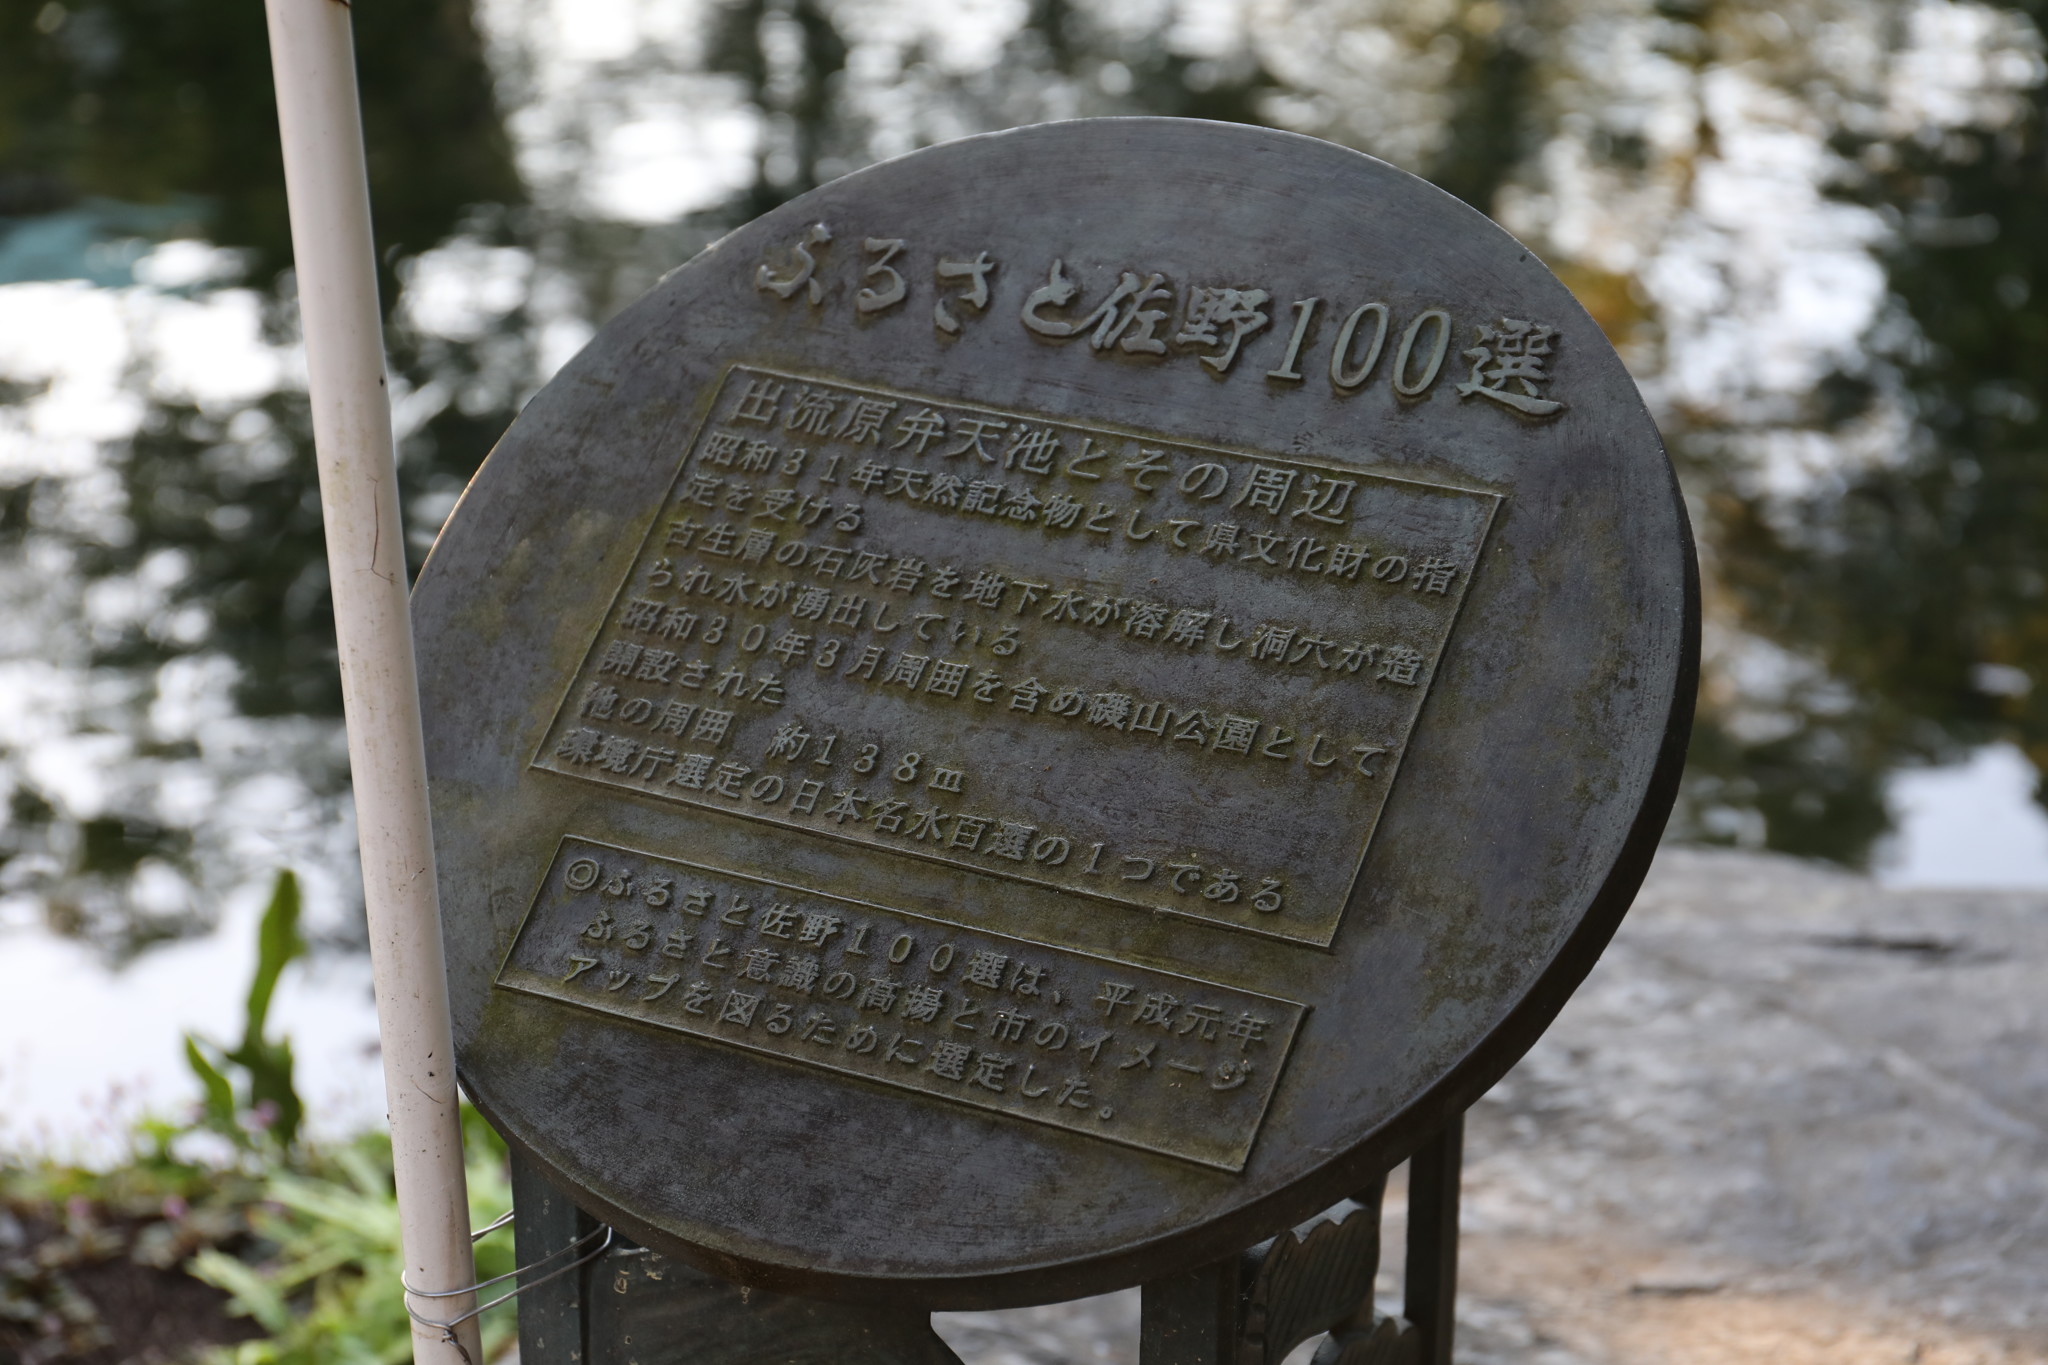 ふるさと佐野100選
出流原弁天池とその周辺
昭和31年天然記念物として県文化財の指
定を受ける
古生層の石灰岩を地下水が溶解し洞穴が造
られ水が湧出している
昭和30年3月周囲を含め磯山公園として
開設された
池の周囲　約138m
環境庁選定の日本名水百選の1つである
◎ふるさと佐野100選は、平成元年
ふるさと意識の高揚と市のイメージ
アップを図るために選定した。